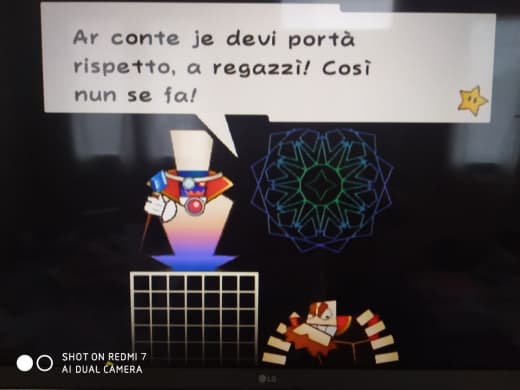 Ar conte je devi portà
rispetto, a regazzì! Così
nun se fa!
SHOT ON REDMI 7
AI DUAL CAMERA
LG